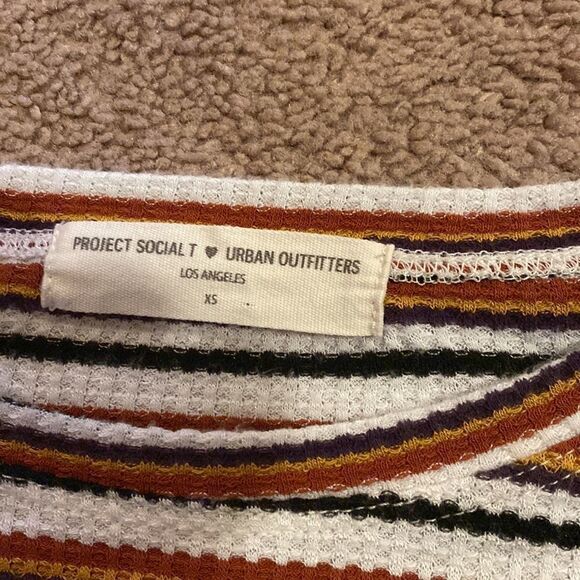 PROJECT SOCIAL T ♥ URBAN OUTFITTERS
LOS ANGELES
XS